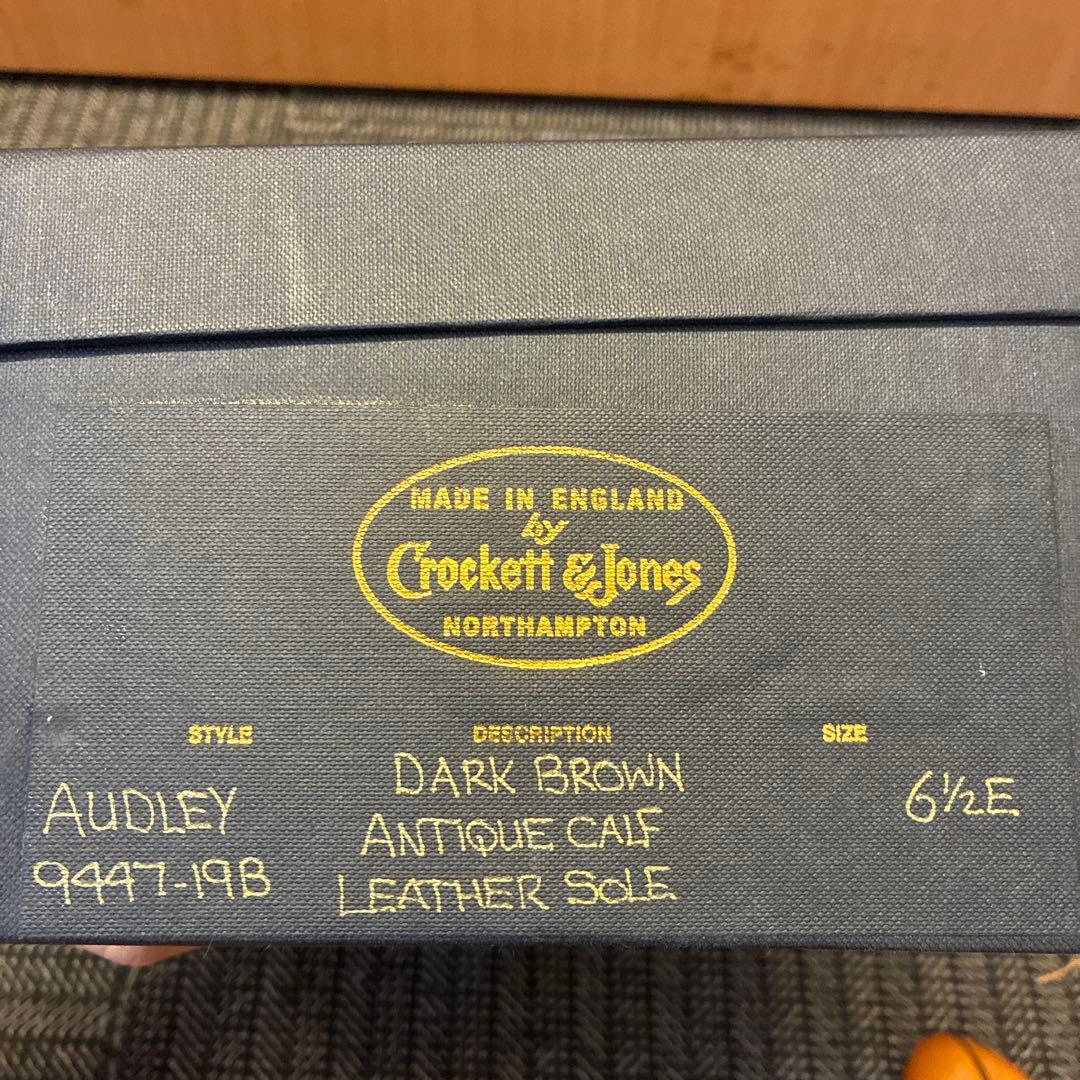 MADE IN ENGLAND
by
Crockett & Jones
NORTHAMPTON
STYLE DESCRIPTION SIZE
AUDLEY
9447-19B
DARK BROWN
ANTIQUE CALF
LEATHER SOLE
6½E